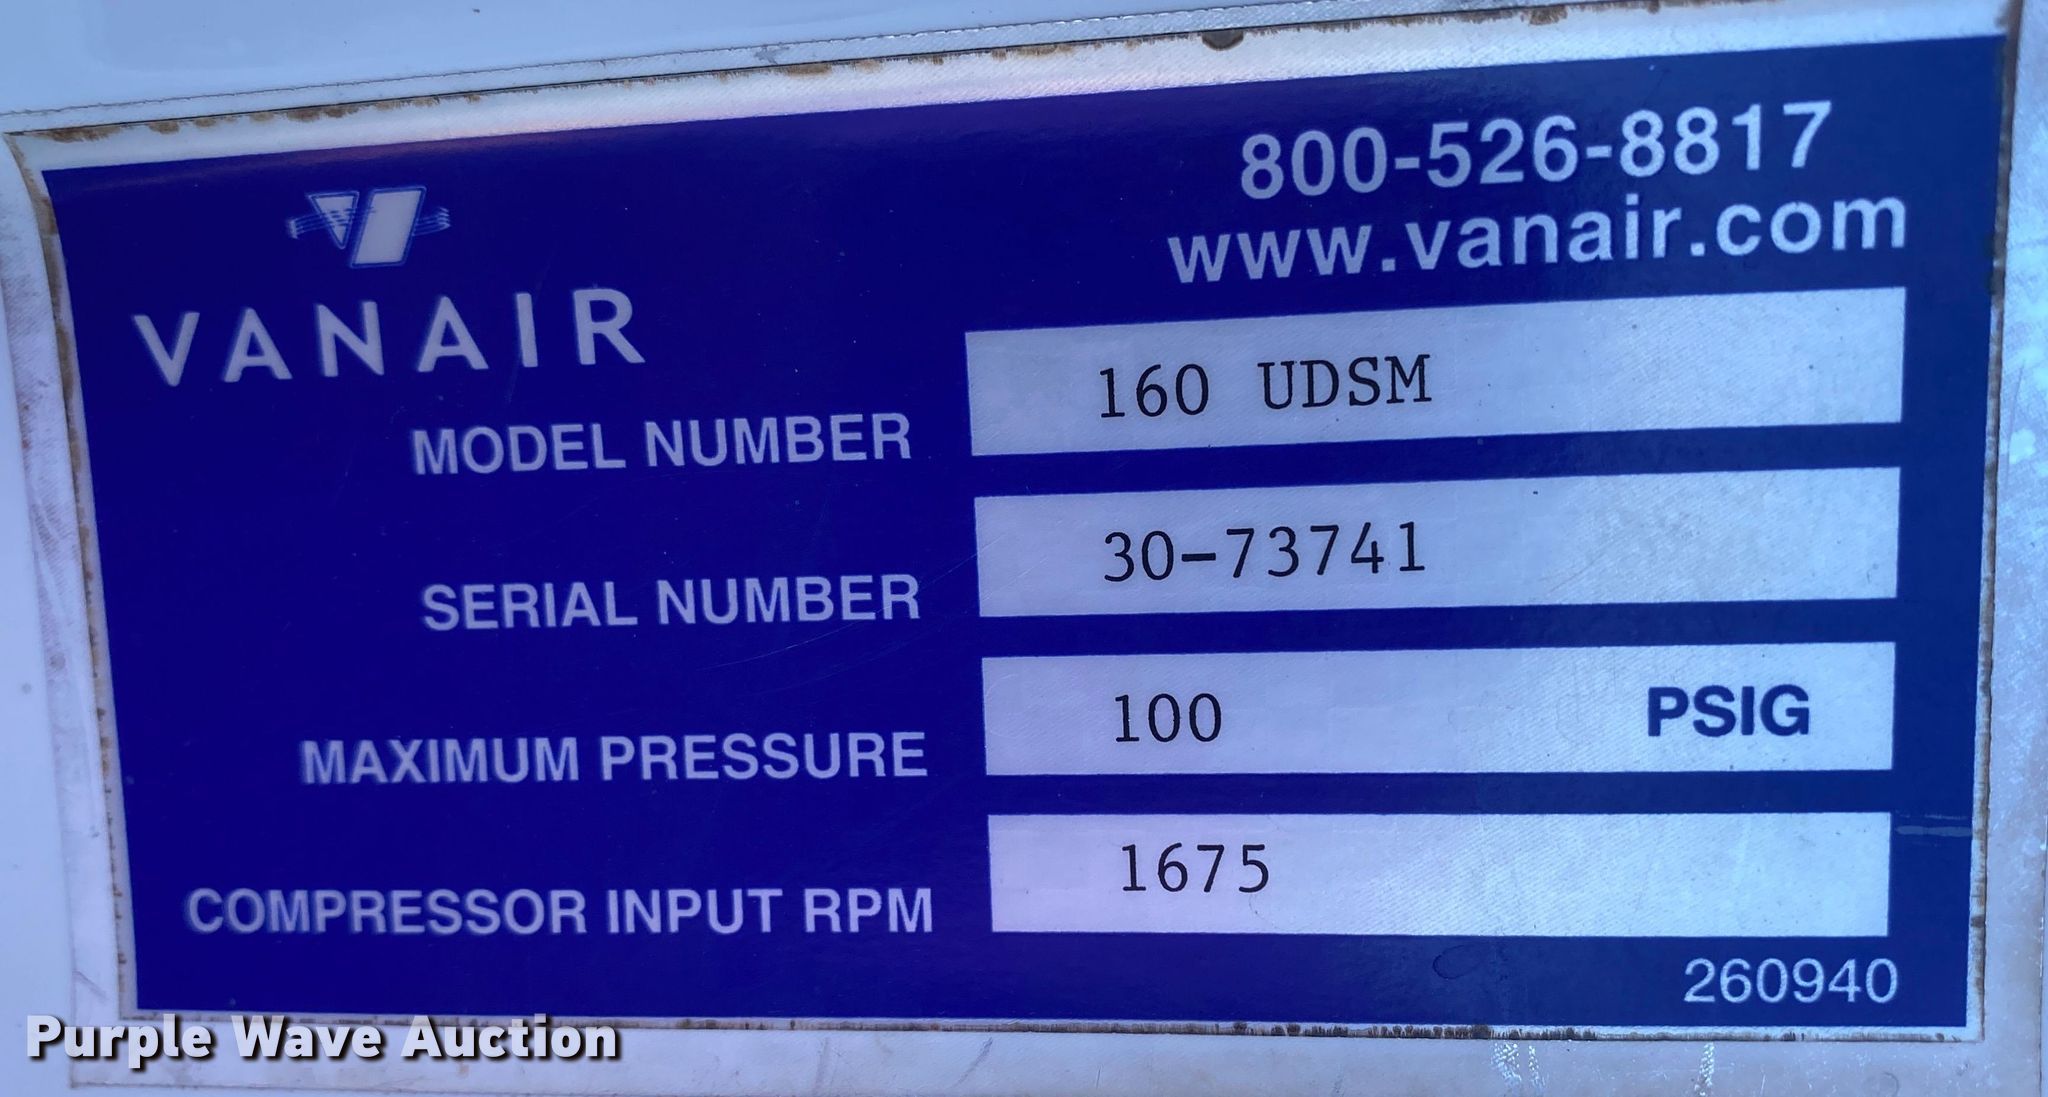 800-526-8817
www.vanair.com
VANAIR
MODEL NUMBER 160 UDSM
SERIAL NUMBER 30-73741
MAXIMUM PRESSURE 100 PSIG
COMPRESSOR INPUT RPM 1675
260940
Purple Wave Auction